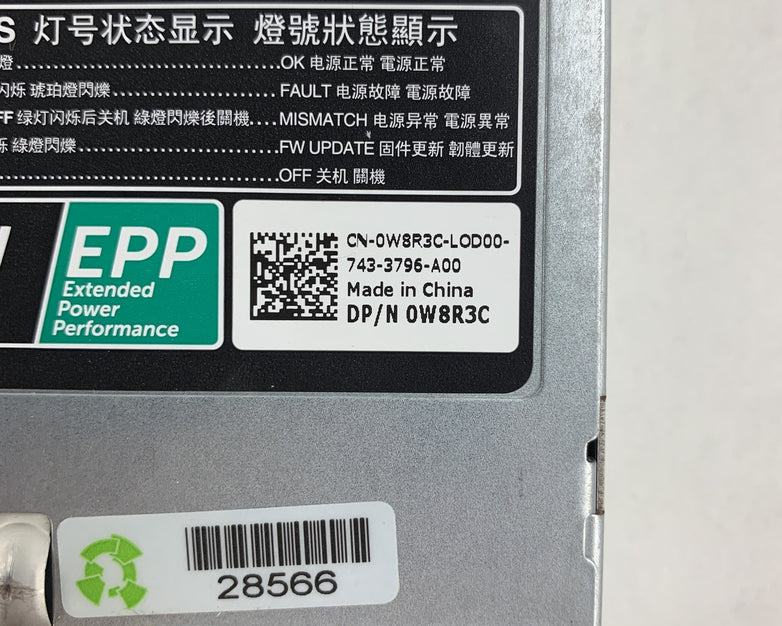 S 灯号状态显示 燈號狀態顯示
燈..............................OK 电源正常 電源正常
闪烁 琥珀燈閃爍..................FAULT 电源故障 電源故障
FF 绿灯闪烁后关机 綠燈閃爍後關機....MISMATCH 电源异常 電源異常
烁 綠燈閃爍......................FW UPDATE 固件更新 韌體更新
................................OFF 关机 關機
EPP
Extended
Power
Performance
CN-0W8R3C-LOD00-
743-3796-A00
Made in China
DP/N 0W8R3C
28566